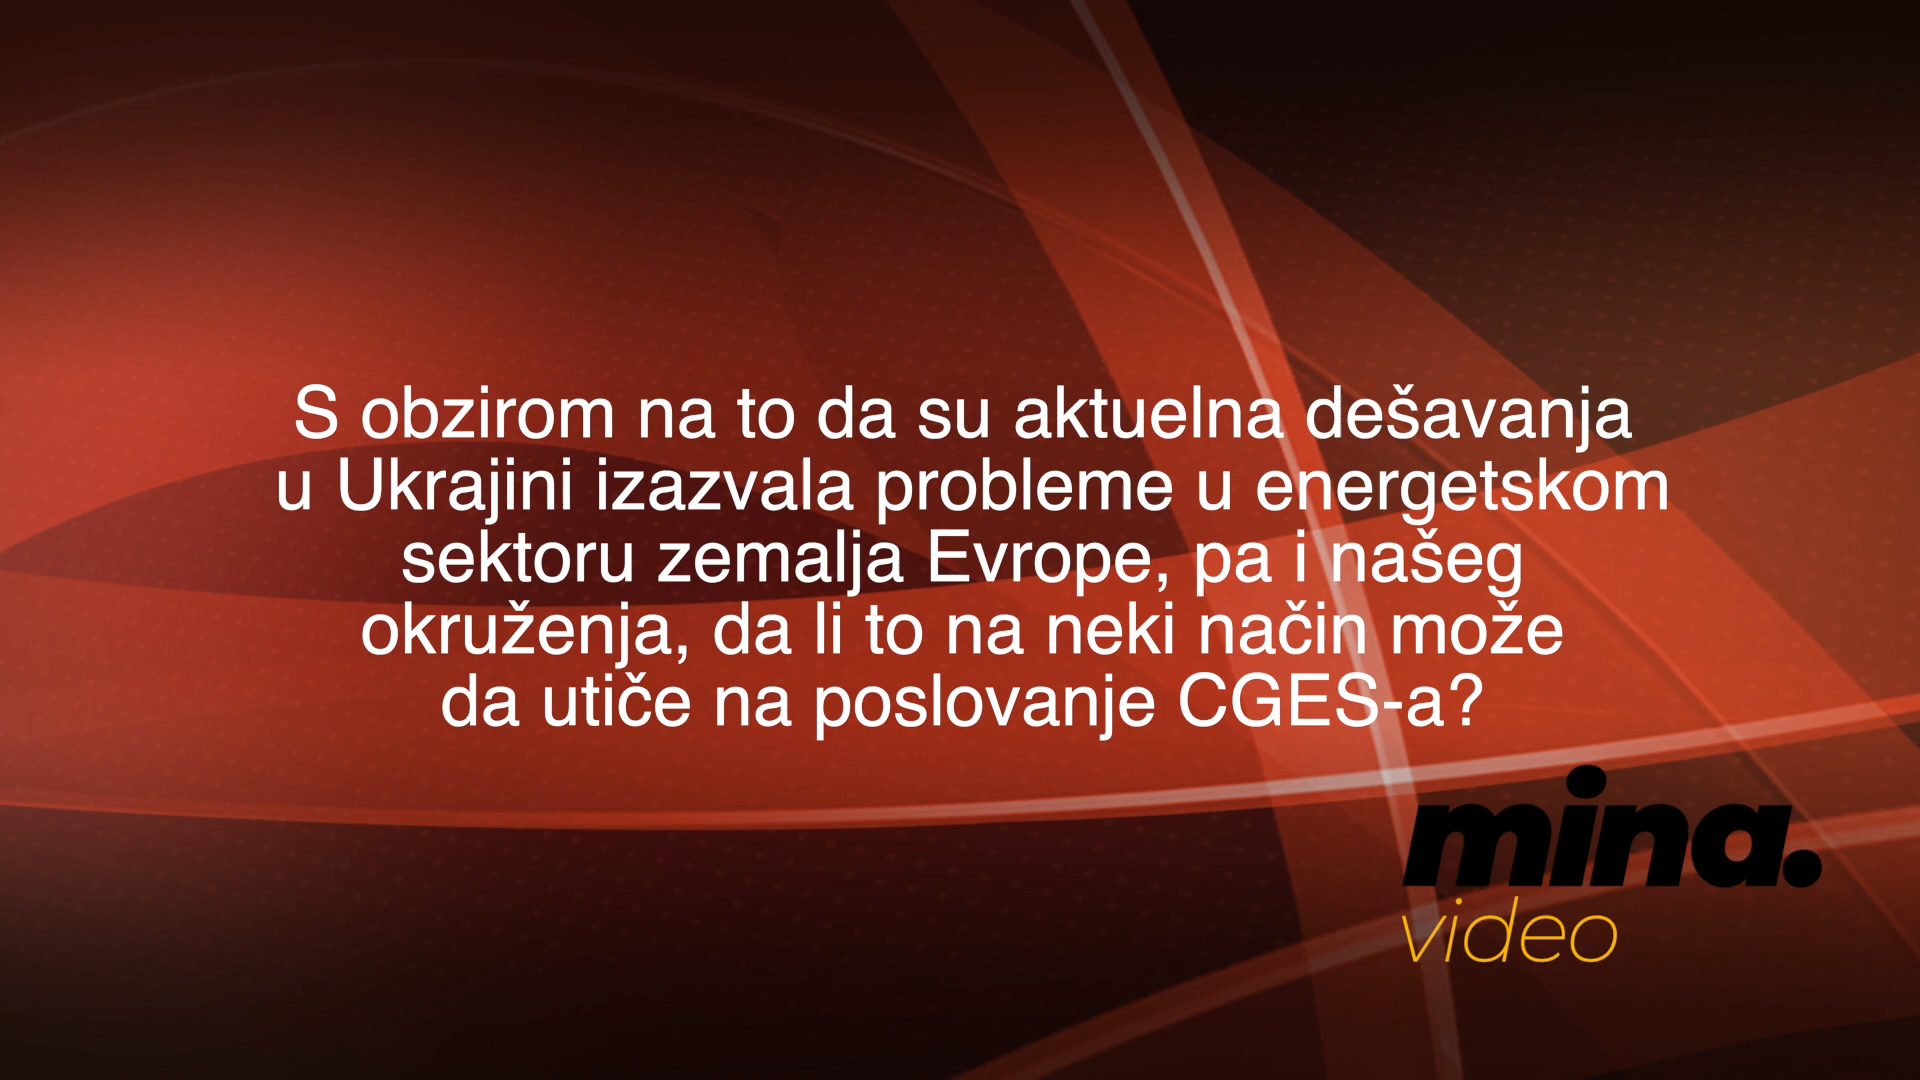 S obzirom na to da su aktuelna dešavanja
u Ukrajini izazvala probleme u energetskom
sektoru zemalja Evrope, pa i našeg
okruženja, da li to na neki način može
da utiče na poslovanje CGES-a?
mina.
video